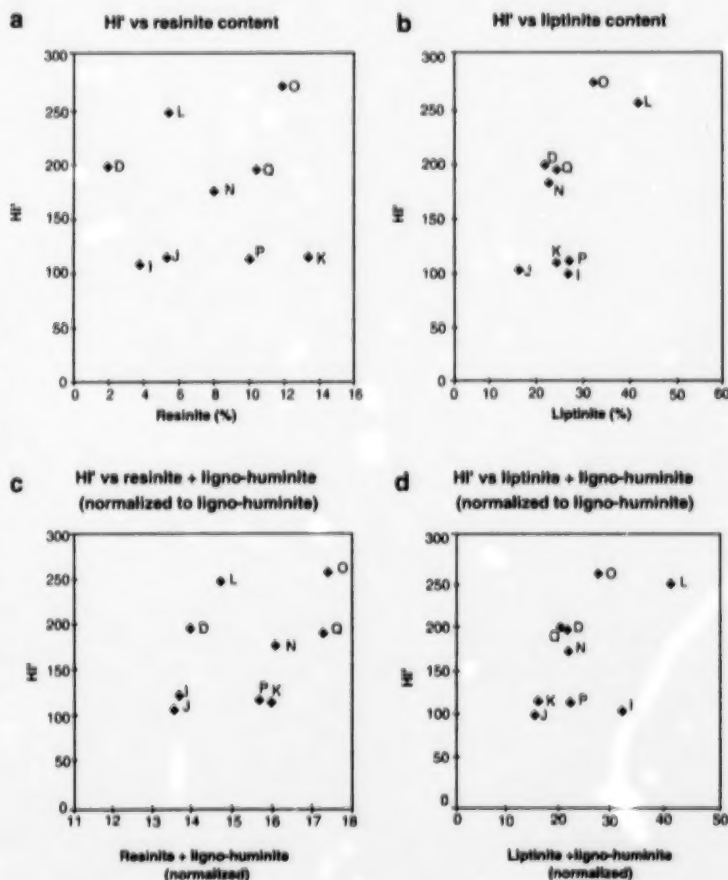 a HI' vs resinite content
300
250
200
150
100
50
0
HI'
O
L
D
Q
N
I
J
P
K
2 4 6 8 10 12 14 16
Resinite (%)
b HI' vs liptinite content
300
250
200
150
100
50
0
HI'
O
L
D
Q
N
K
P
J
I
0 10 20 30 40 50 60
Liptinite (%)
c HI' vs resinite + ligno-huminite
(normalized to ligno-huminite)
300
250
200
150
100
50
0
HI'
O
L
D
Q
N
I
J
P
K
11 12 13 14 15 16 17 18
Resinite + ligno-huminite
(normalized)
d HI' vs liptinite + ligno-huminite
(normalized to ligno-huminite)
300
250
200
150
100
50
0
HI'
O
L
Q
D
N
K
J
P
I
0 10 20 30 40 50
Liptinite +ligno-huminite
(normalized)